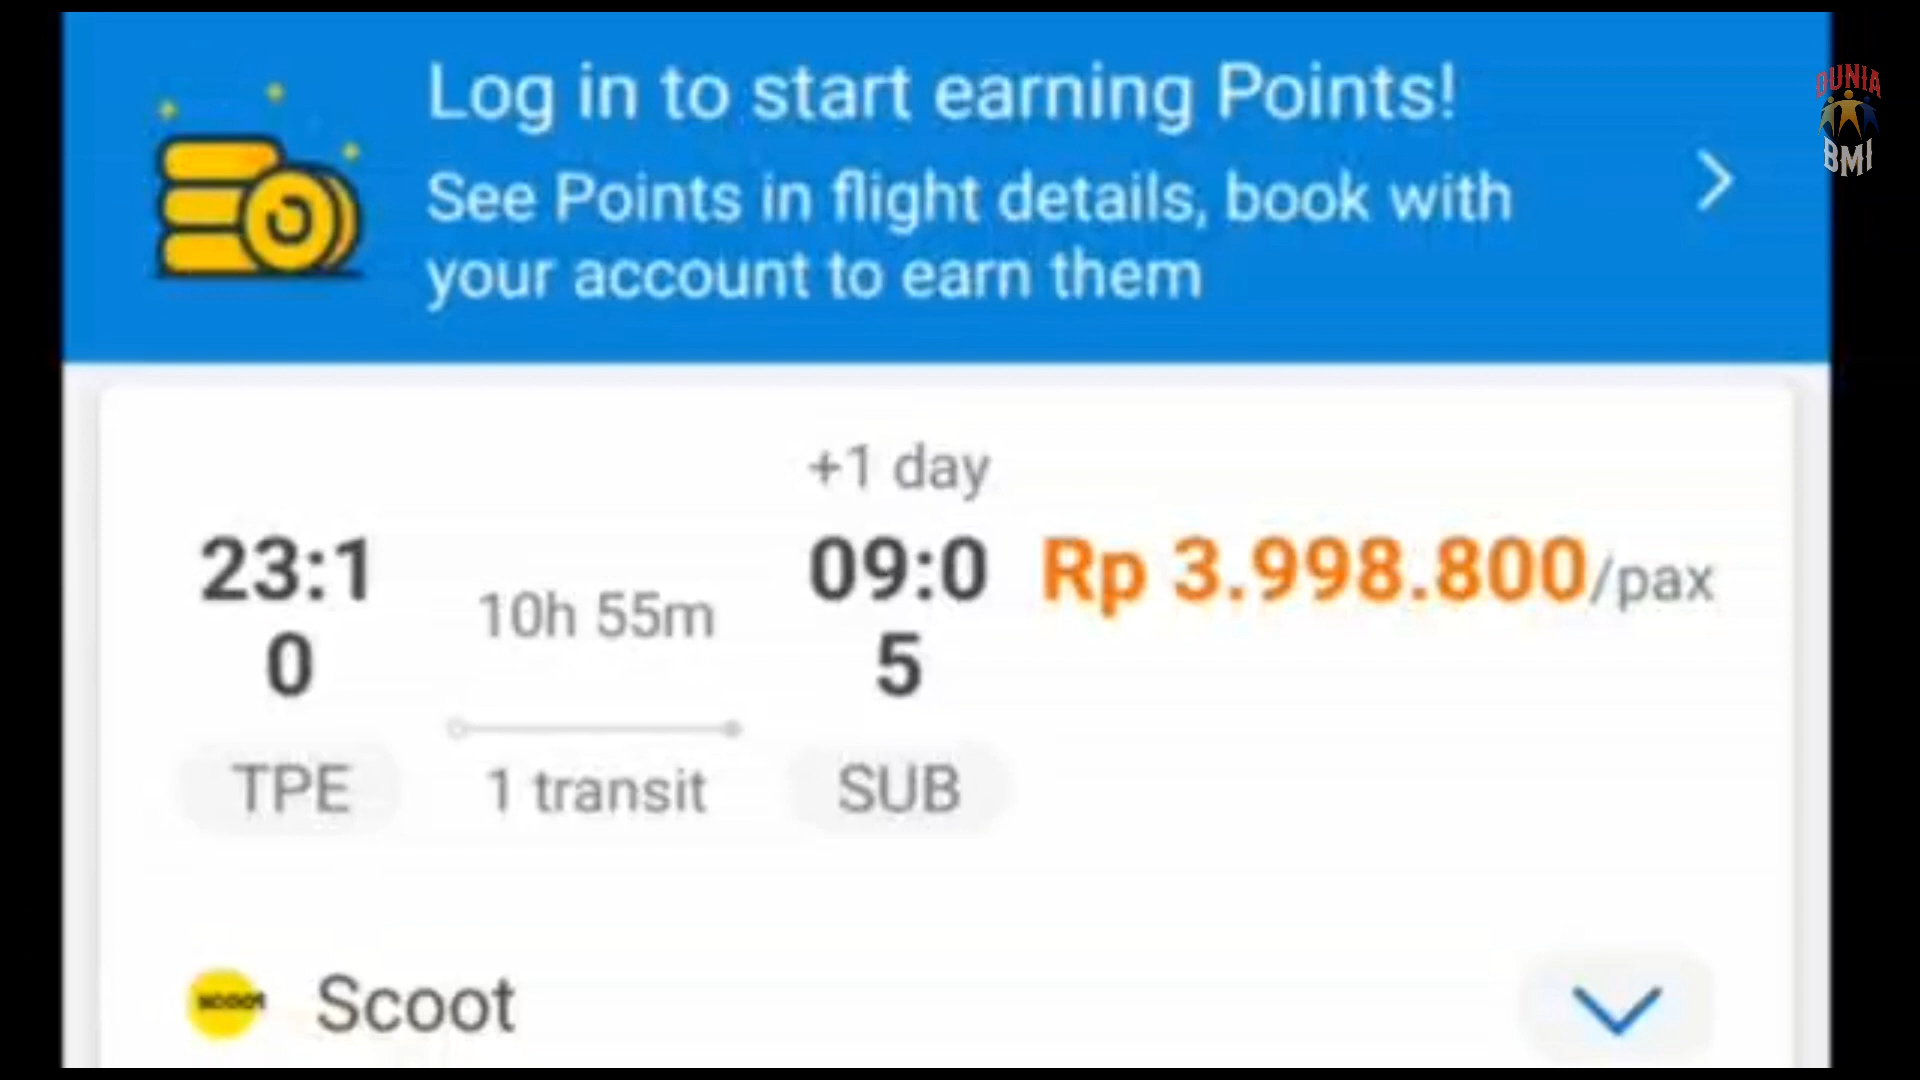 Log in to start earning Points!
See Points in flight details, book with
your account to earn them
DUNIA
BMI
+1 day
23:1
0
10h 55m
09:0
5
Rp 3.998.800/pax
TPE
1 transit
SUB
scoot
Scoot